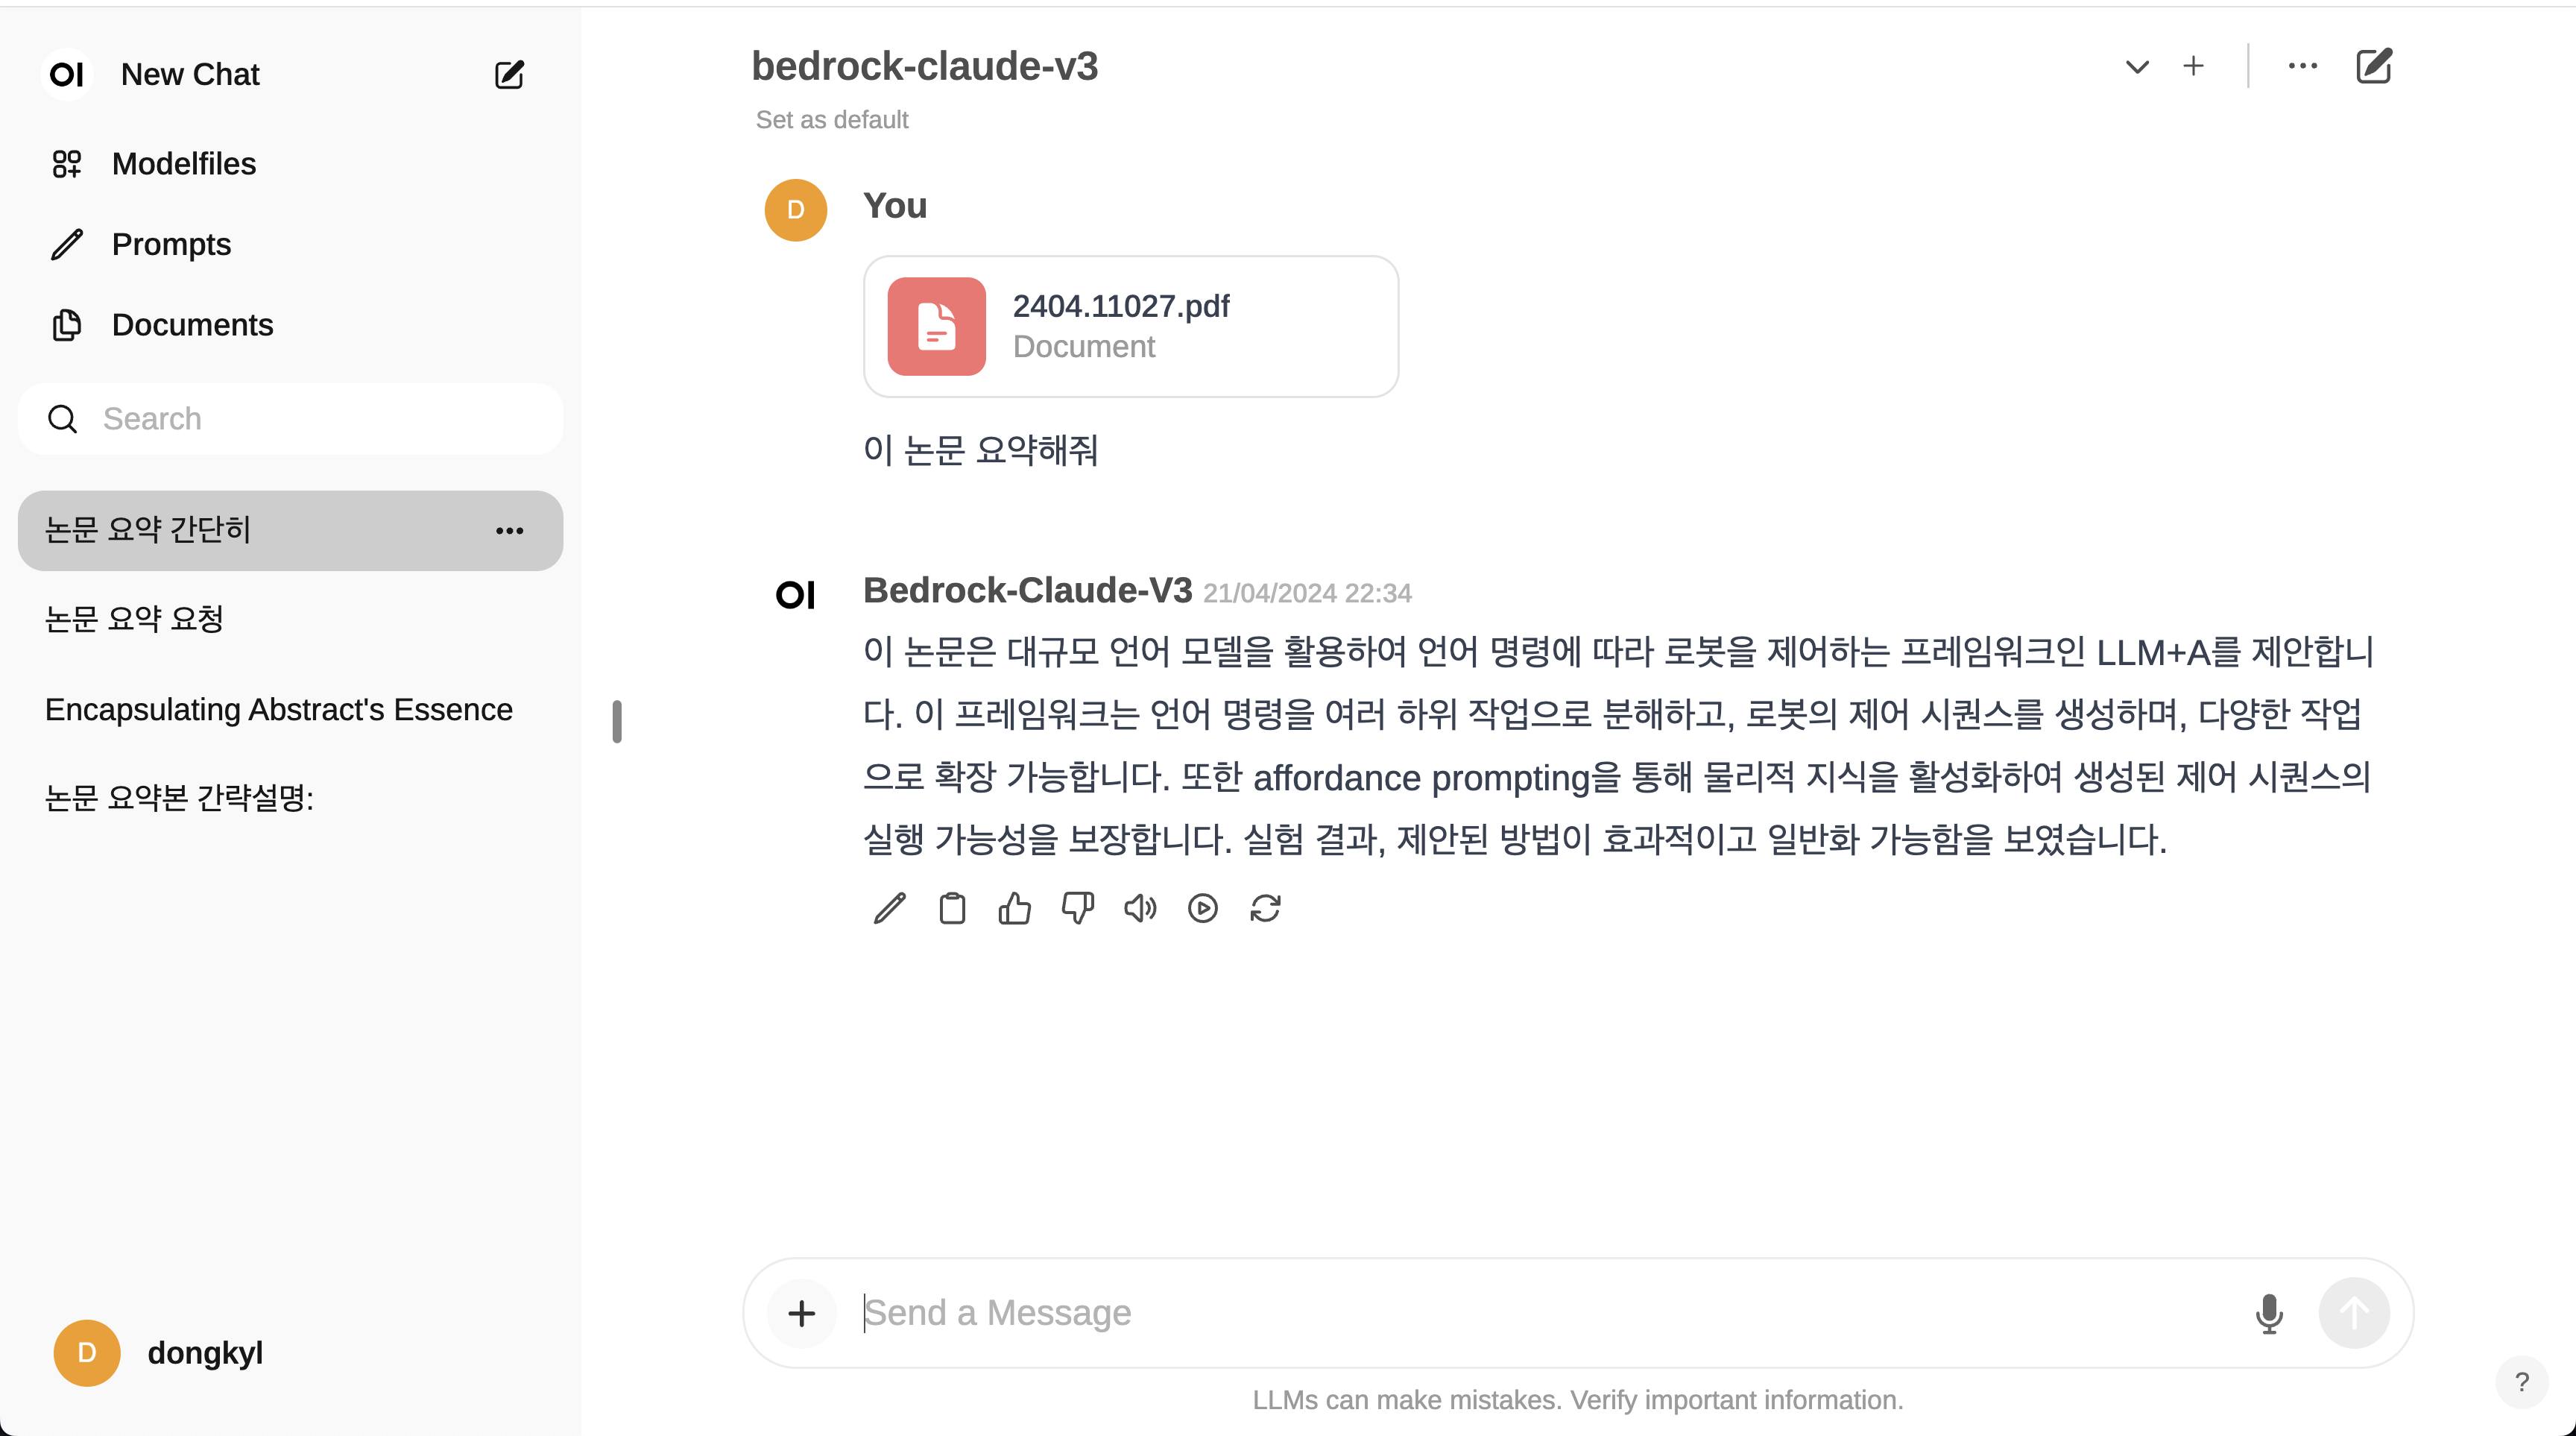 OI New Chat
Modelfiles
Prompts
Documents
Search
논문 요약 간단히
논문 요약 요청
Encapsulating Abstract's Essence
논문 요약본 간략설명:
D dongkyl
bedrock-claude-v3
Set as default
D You
2404.11027.pdf
Document
이 논문 요약해줘
OI Bedrock-Claude-V3 21/04/2024 22:34
이 논문은 대규모 언어 모델을 활용하여 언어 명령에 따라 로봇을 제어하는 프레임워크인 LLM+A를 제안합니
다. 이 프레임워크는 언어 명령을 여러 하위 작업으로 분해하고, 로봇의 제어 시퀀스를 생성하며, 다양한 작업
으로 확장 가능합니다. 또한 affordance prompting을 통해 물리적 지식을 활성화하여 생성된 제어 시퀀스의
실행 가능성을 보장합니다. 실험 결과, 제안된 방법이 효과적이고 일반화 가능함을 보였습니다.
Send a Message
LLMs can make mistakes. Verify important information.
?